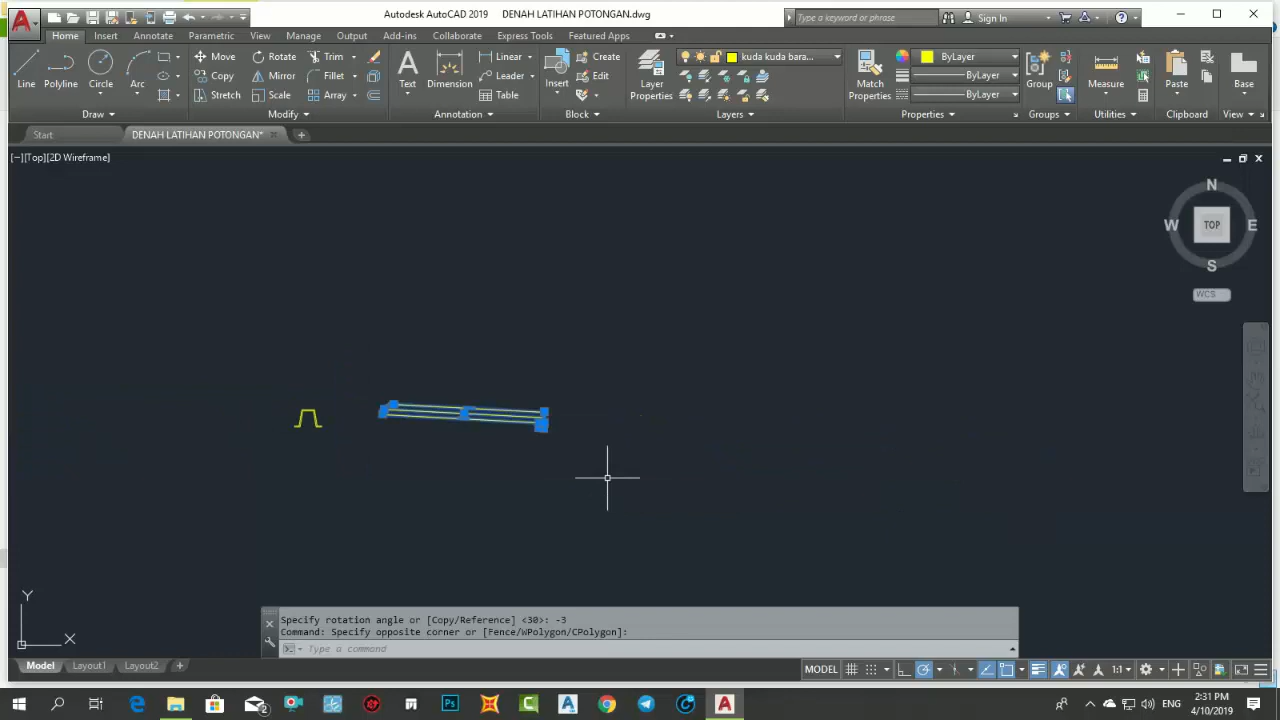 Autodesk AutoCAD 2019 DENAH LATIHAN POTONGAN.dwg
Type a keyword or phrase
Sign In
Home Insert Annotate Parametric View Manage Output Add-ins Collaborate Express Tools Featured Apps
Line Polyline Circle Arc
Move Rotate Trim
Copy Mirror Fillet
Stretch Scale Array
Text Dimension
Linear
Leader
Table
Insert
Create
Edit
Layer Properties
kuda kuda bara...
Match Properties
ByLayer
ByLayer
ByLayer
Group
Measure
Paste
Base
Draw Modify Annotation Block Layers Properties Groups Utilities Clipboard View
Start DENAH LATIHAN POTONGAN*
[−][Top][2D Wireframe]
N
W TOP E
S
WCS
Y
X
Specify rotation angle or [Copy/Reference] <30>: -3
Command: Specify opposite corner or [Fence/WPolygon/CPolygon]:
Type a command
Model Layout1 Layout2
MODEL 1:1
2
ENG
2:31 PM
4/10/2019